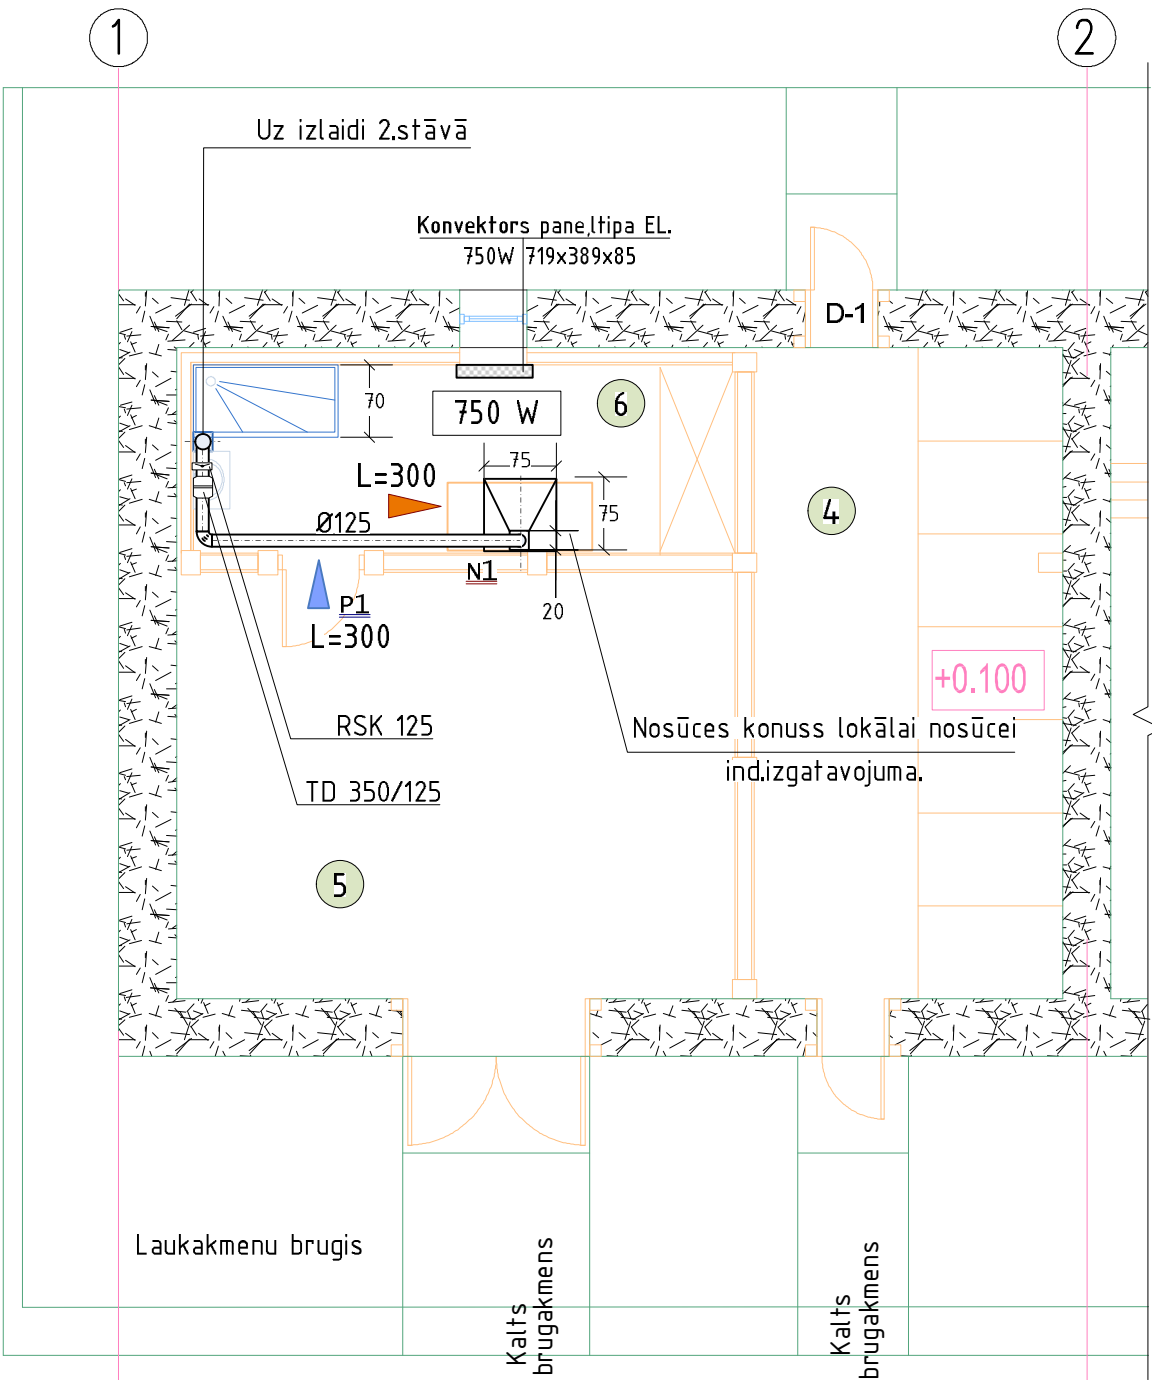 1
2
Uz izlaidi 2.stāvā
Konvektors pane,ltipa EL.
750W 719x389x85
D-1
70
750 W
6
75
L=300
75
4
Ø125
N1
20
P1
L=300
+0.100
RSK 125
Nosūces konuss lokālai nosūcei
ind.izgatavojuma.
TD 350/125
5
Laukakmenu brugis
Kalts
brugakmens
Kalts
brugakmens